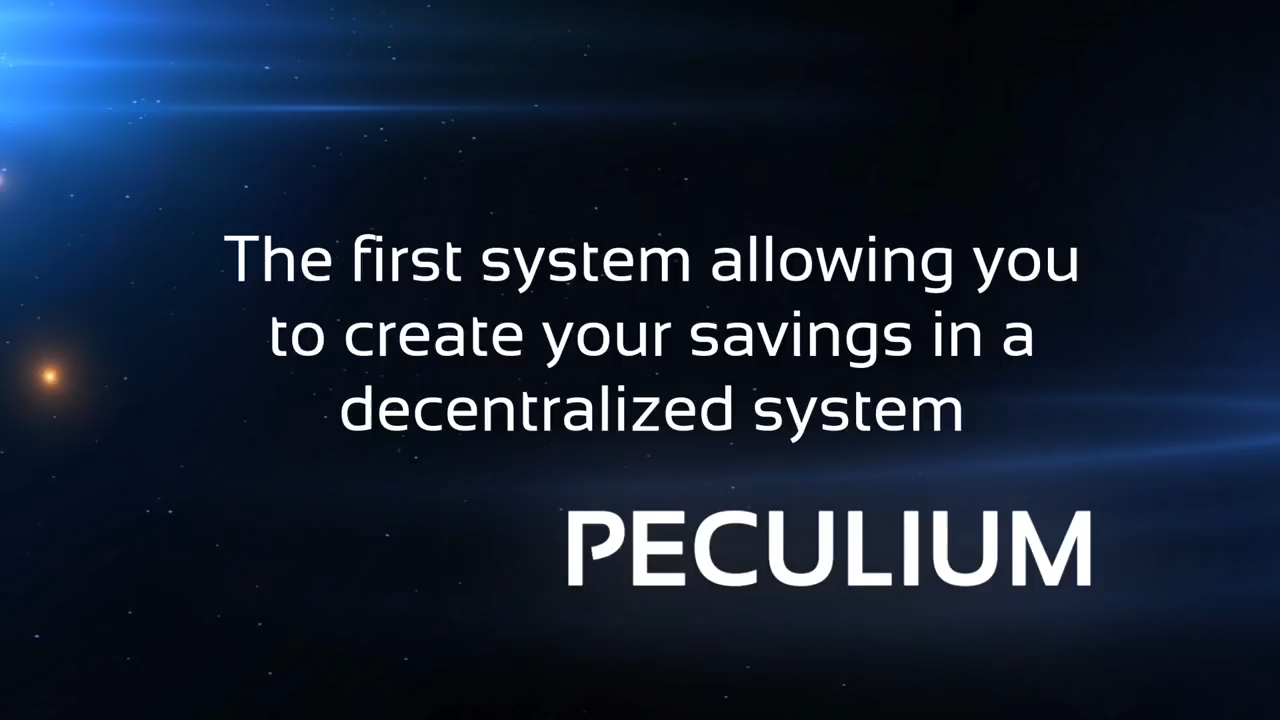 The first system allowing you
to create your savings in a
decentralized system
PECULIUM